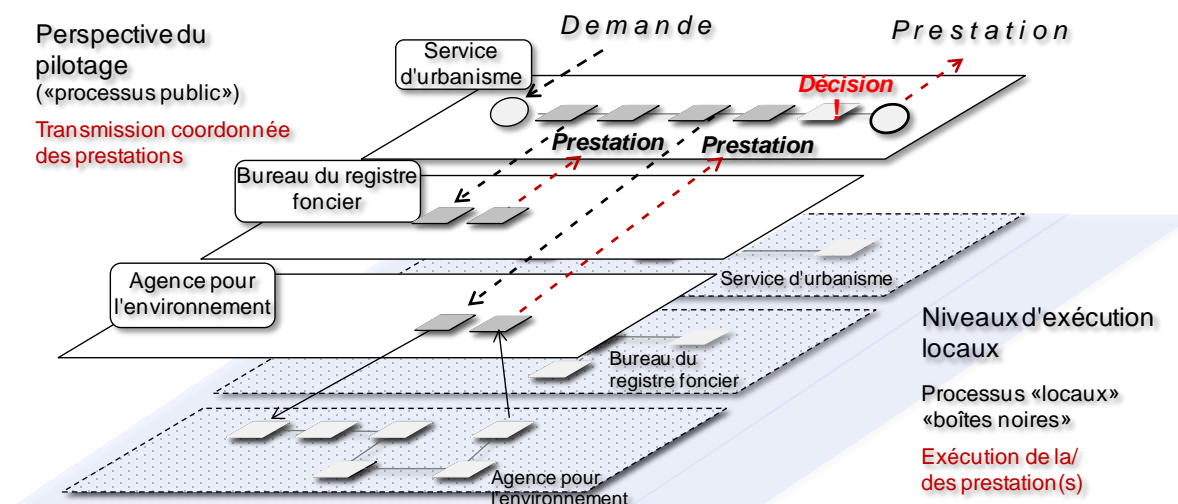 Perspective du
pilotage
(«processus public»)
Transmission coordonnée
des prestations
Demande
Prestation
Service
d'urbanisme
Décision
!
Prestation
Prestation
Bureau du registre
foncier
Agence pour
l'environnement
Service d'urbanisme
Bureau du
registre foncier
Agence pour
l'environnement
Niveaux d'exécution
locaux
Processus «locaux»
«boîtes noires»
Exécution de la/
des prestation(s)